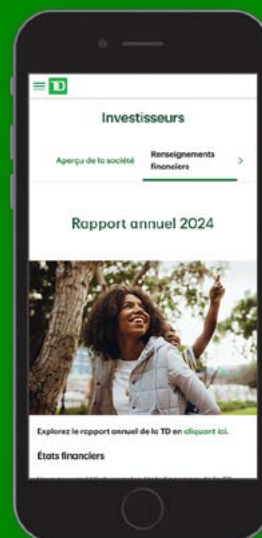 TD
Investisseurs
Aperçu de la société
Renseignements
financiers
Rapport annuel 2024
Explorez le rapport annuel de la TD en cliquant ici.
États financiers